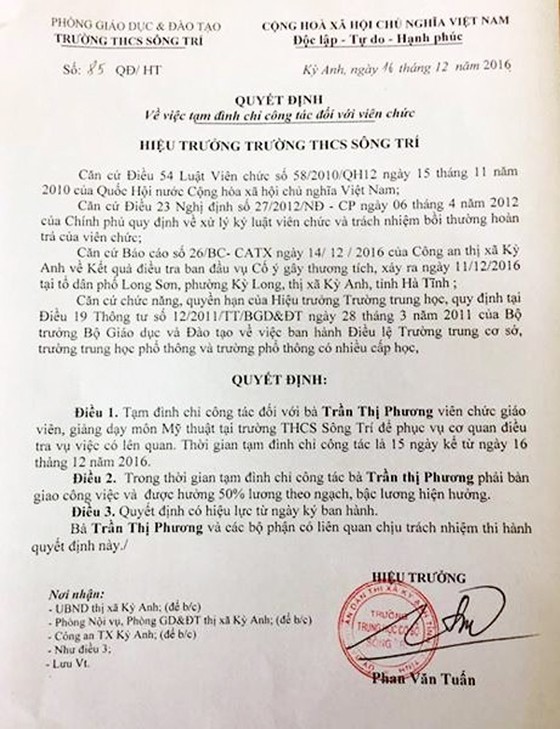 PHÒNG GIÁO DỤC & ĐÀO TẠO
TRƯỜNG THCS SÔNG TRÍ
CỘNG HOÀ XÃ HỘI CHỦ NGHĨA VIỆT NAM
Độc lập - Tự do - Hạnh phúc
Số: 85 QĐ/ HT
Kỳ Anh, ngày 16 tháng 12 năm 2016
QUYẾT ĐỊNH
Về việc tạm đình chỉ công tác đối với viên chức
HIỆU TRƯỞNG TRƯỜNG THCS SÔNG TRÍ
Căn cứ Điều 54 Luật Viên chức số 58/2010/QH12 ngày 15 tháng 11 năm
2010 của Quốc Hội nước Cộng hòa xã hội chủ nghĩa Việt Nam;
Căn cứ Điều 23 Nghị định số 27/2012/NĐ - CP ngày 06 tháng 4 năm 2012
của Chính phủ quy định về xử lý kỷ luật viên chức và trách nhiệm bồi thường hoàn
trả của viên chức;
Căn cứ Báo cáo số 26/BC- CATX ngày 14/ 12 / 2016 của Công an thị xã Kỳ
Anh về Kết quả điều tra ban đầu vụ Cố ý gây thương tích, xảy ra ngày 11/12/2016
tại tổ dân phố Long Sơn, phường Kỳ Long, thị xã Kỳ Anh, tỉnh Hà Tĩnh ;
Căn cứ chức năng, quyền hạn của Hiệu trưởng Trường trung học, quy định tại
Điều 19 Thông tư số 12/2011/TT/BGD&ĐT ngày 28 tháng 3 năm 2011 của Bộ
trưởng Bộ Giáo dục và Đào tạo về việc ban hành Điều lệ Trường trung cơ sở,
trường trung học phổ thông và trường phổ thông có nhiều cấp học,
QUYẾT ĐỊNH:
Điều 1. Tạm đình chỉ công tác đối với bà Trần Thị Phương viên chức giáo
viên, giảng dạy môn Mỹ thuật tại trường THCS Sông Trí để phục vụ cơ quan điều
tra vụ việc có lên quan. Thời gian tạm đình chỉ công tác là 15 ngày kể từ ngày 16
tháng 12 năm 2016.
Điều 2. Trong thời gian tạm đình chỉ công tác bà Trần thị Phương phải bàn
giao công việc và được hưởng 50% lương theo ngạch, bậc lương hiện hưởng.
Điều 3. Quyết định có hiệu lực từ ngày ký ban hành.
Bà Trần Thị Phương và các bộ phận có liên quan chịu trách nhiệm thi hành
quyết định này./
HIỆU TRƯỞNG
Nơi nhận:
- UBND thị xã Kỳ Anh; (để b/c)
- Phòng Nội vụ, Phòng GD&ĐT thị xã Kỳ Anh; (để b/c)
- Công an TX Kỳ Anh; (để b/c)
- Như điều 3;
- Lưu Vt.
TRƯỜNG
TRUNG HỌC CƠ SỞ
SÔNG
Phan Văn Tuấn